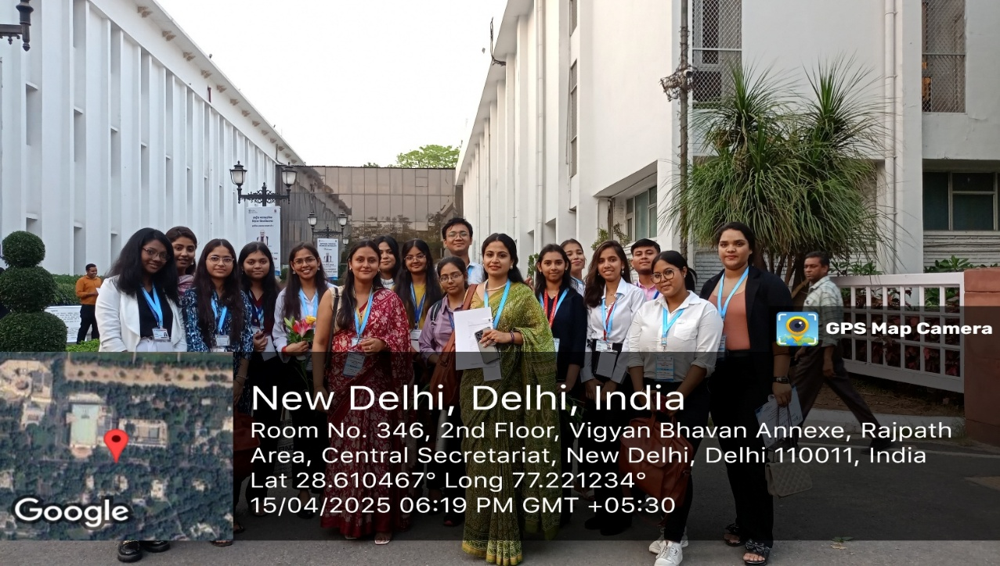 GPS Map Camera
New Delhi, Delhi, India
Room No. 346, 2nd Floor, Vigyan Bhavan Annexe, Rajpath
Area, Central Secretariat, New Delhi, Delhi 110011, India
Lat 28.610467° Long 77.221234°
15/04/2025 06:19 PM GMT +05:30
Google